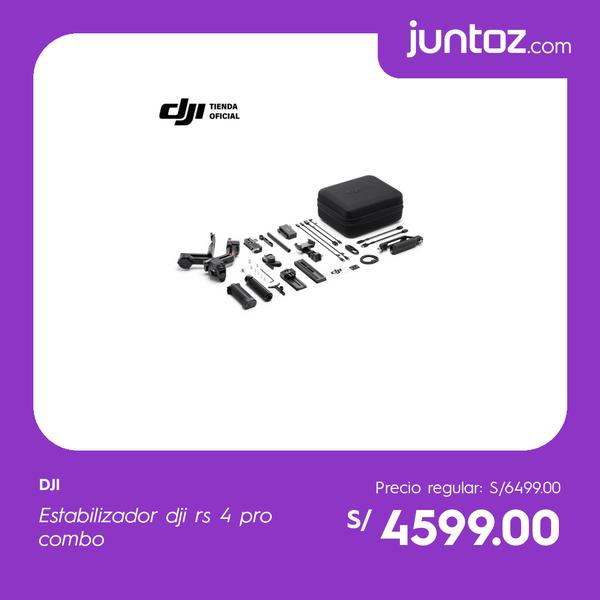 juntoz.com
dji TIENDA
OFICIAL
DJI
Estabilizador dji rs 4 pro
combo
Precio regular: S/6499.00
S/ 4599.00